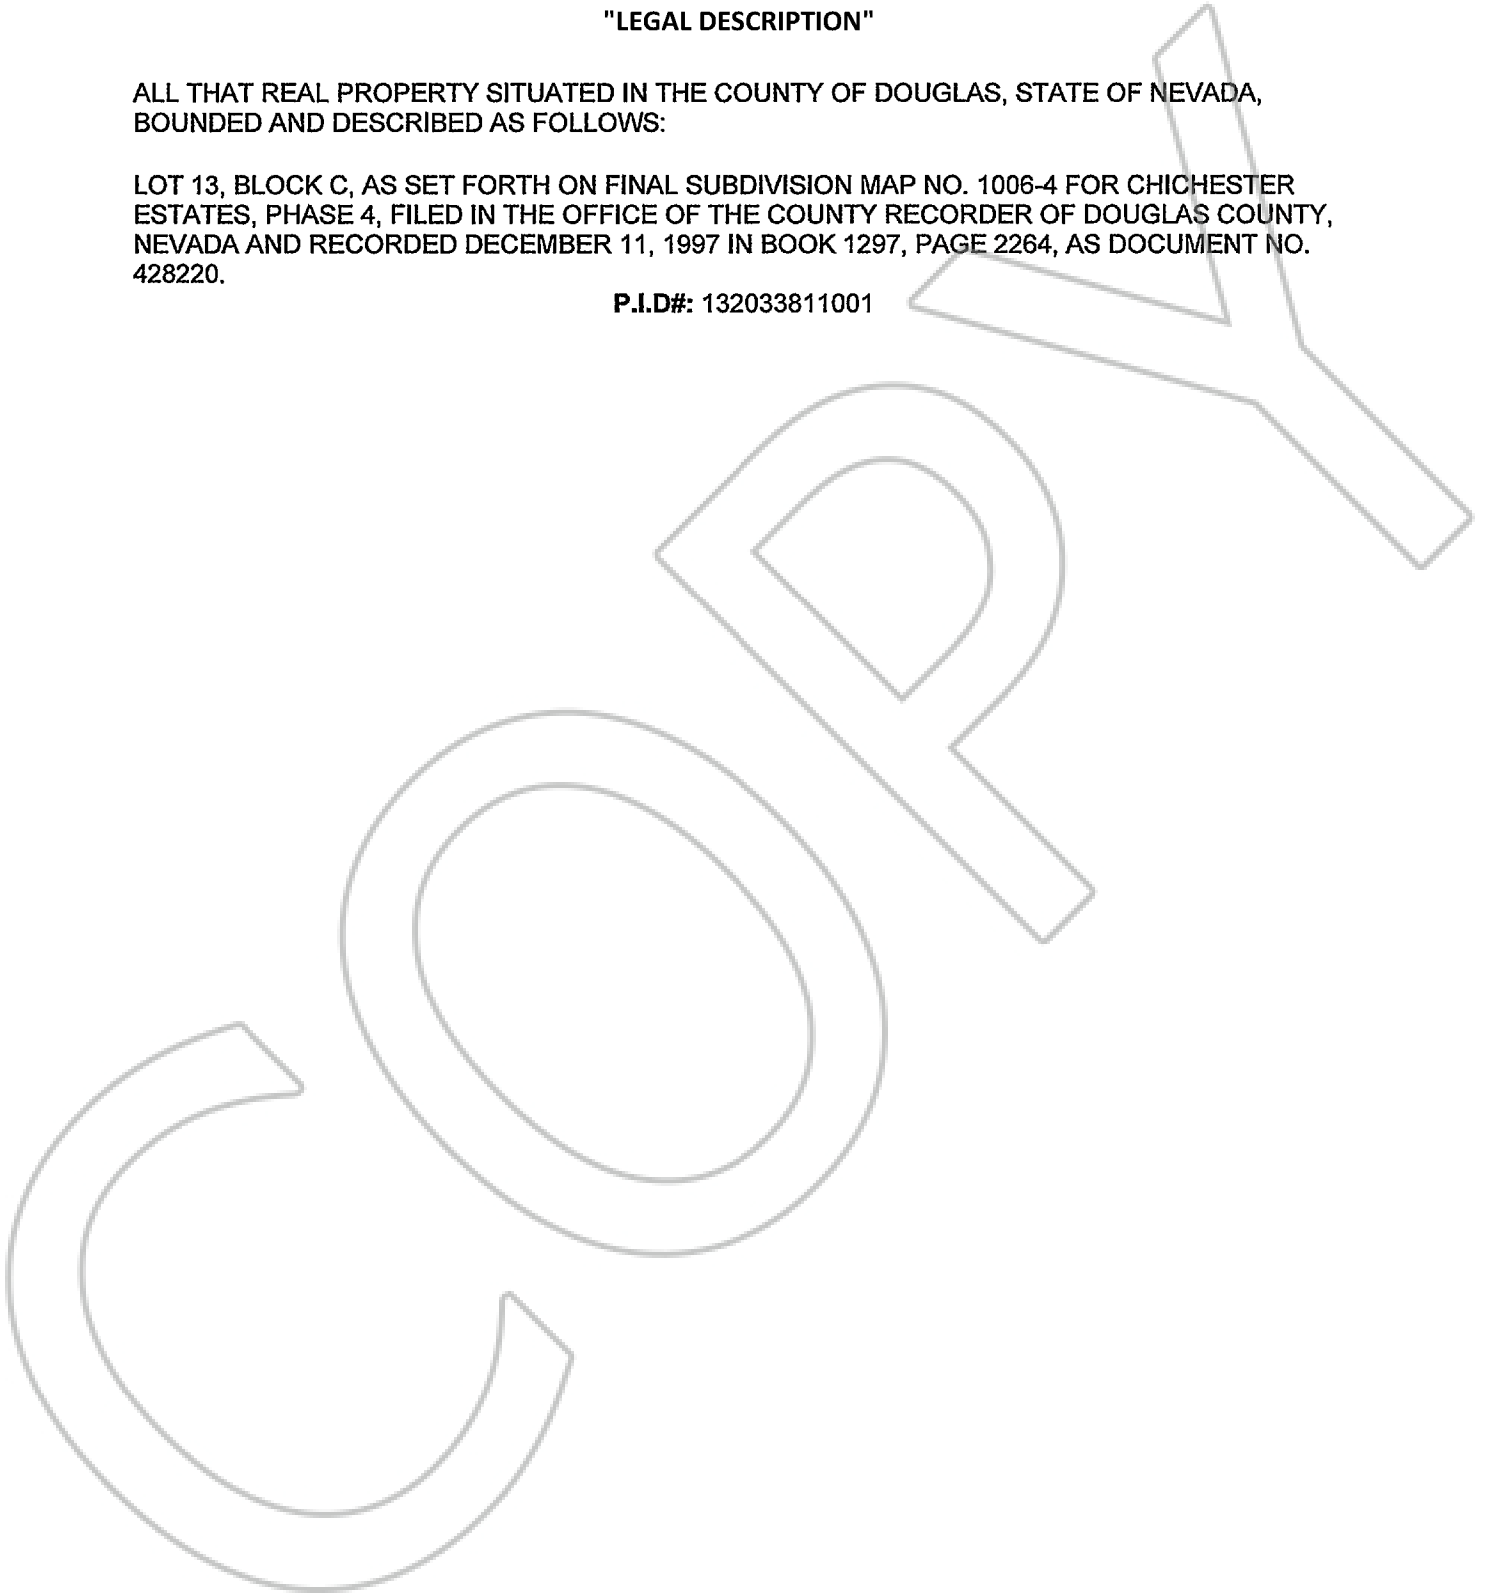 "LEGAL DESCRIPTION"
ALL THAT REAL PROPERTY SITUATED IN THE COUNTY OF DOUGLAS, STATE OF NEVADA,
BOUNDED AND DESCRIBED AS FOLLOWS:
LOT 13, BLOCK C, AS SET FORTH ON FINAL SUBDIVISION MAP NO. 1006-4 FOR CHICHESTER
ESTATES, PHASE 4, FILED IN THE OFFICE OF THE COUNTY RECORDER OF DOUGLAS COUNTY,
NEVADA AND RECORDED DECEMBER 11, 1997 IN BOOK 1297, PAGE 2264, AS DOCUMENT NO.
428220.
P.I.D#: 132033811001
COPY